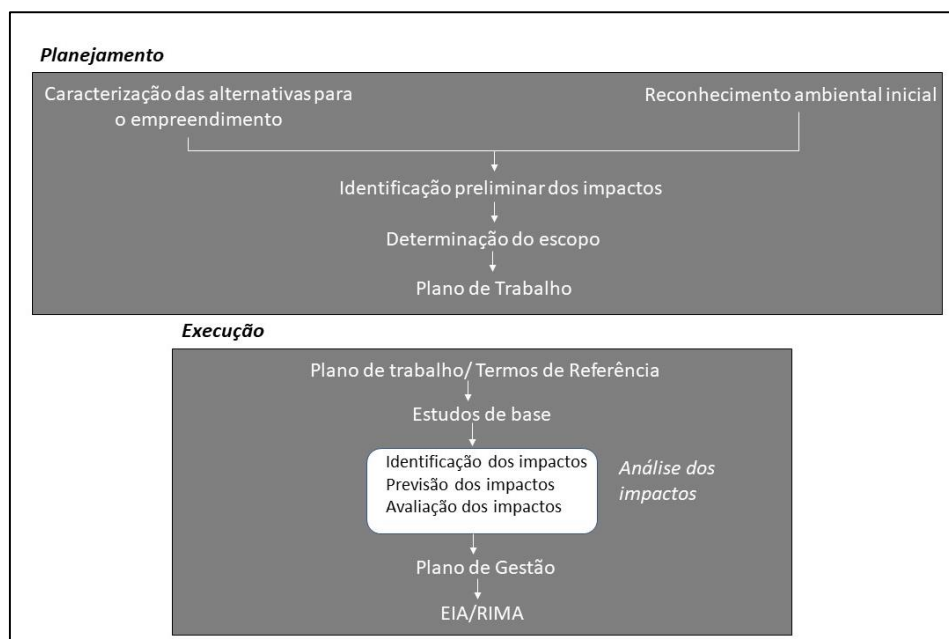 Planejamento
Caracterização das alternativas para
o empreendimento
Reconhecimento ambiental inicial
Identificação preliminar dos impactos
Determinação do escopo
Plano de Trabalho
Execução
Plano de trabalho/ Termos de Referência
Estudos de base
Identificação dos impactos
Previsão dos impactos
Avaliação dos impactos
Análise dos
impactos
Plano de Gestão
EIA/RIMA